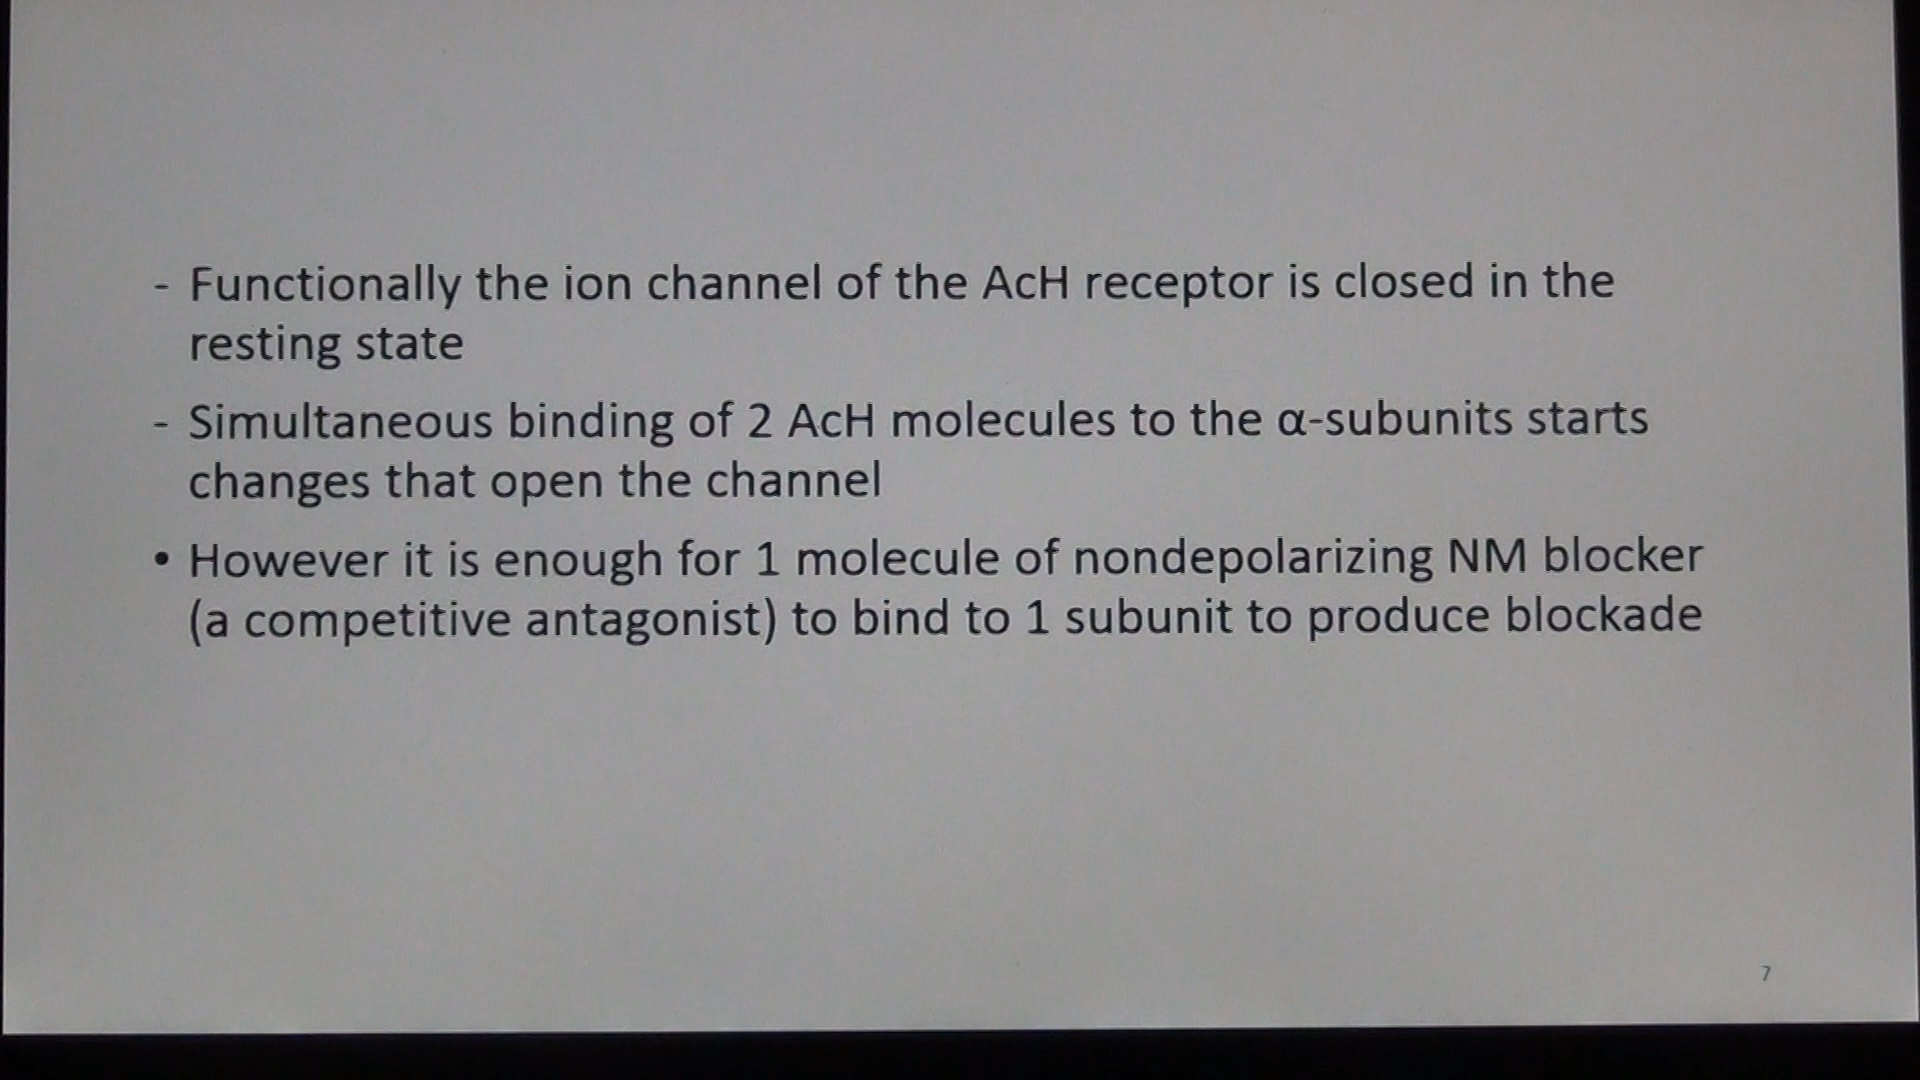 - Functionally the ion channel of the AcH receptor is closed in the
resting state
- Simultaneous binding of 2 AcH molecules to the α-subunits starts
changes that open the channel
• However it is enough for 1 molecule of nondepolarizing NM blocker
(a competitive antagonist) to bind to 1 subunit to produce blockade
7